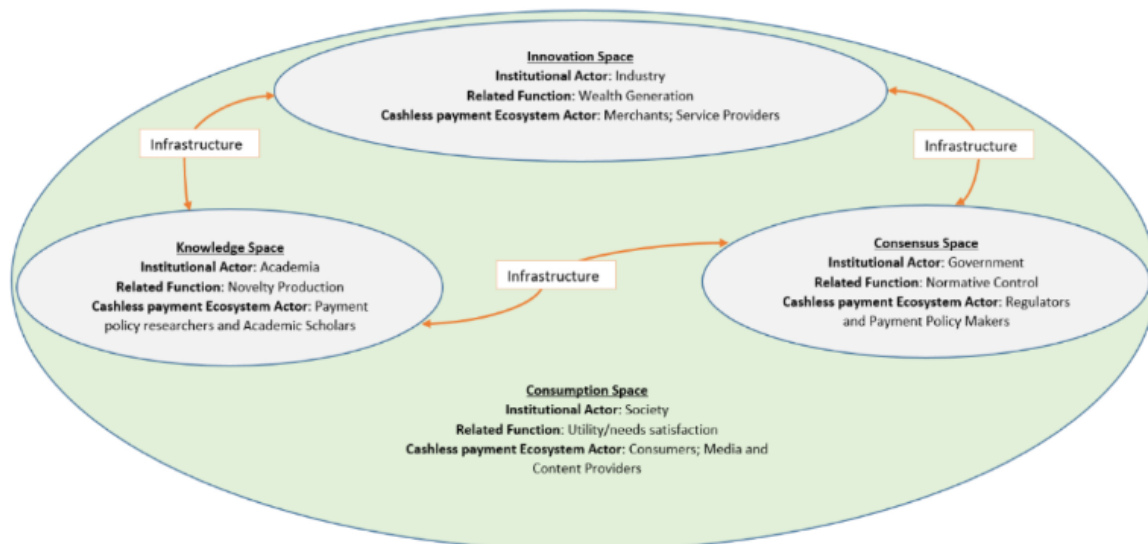 Innovation Space
Institutional Actor: Industry
Related Function: Wealth Generation
Cashless payment Ecosystem Actor: Merchants; Service Providers
Infrastructure
Infrastructure
Knowledge Space
Institutional Actor: Academia
Related Function: Novelty Production
Cashless payment Ecosystem Actor: Payment
policy researchers and Academic Scholars
Infrastructure
Consensus Space
Institutional Actor: Government
Related Function: Normative Control
Cashless payment Ecosystem Actor: Regulators
and Payment Policy Makers
Consumption Space
Institutional Actor: Society
Related Function: Utility/needs satisfaction
Cashless payment Ecosystem Actor: Consumers; Media and
Content Providers